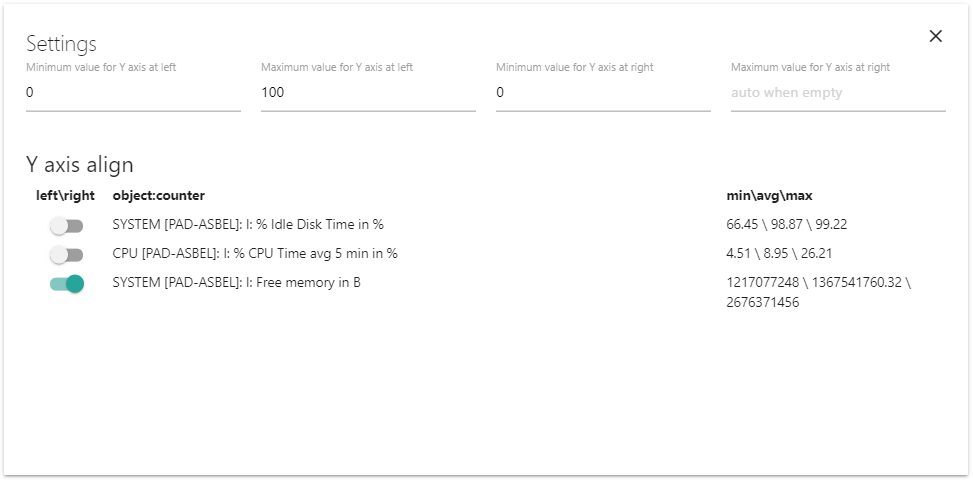 Settings
Minimum value for Y axis at left
Maximum value for Y axis at left
Minimum value for Y axis at right
Maximum value for Y axis at right
0
100
0
auto when empty
Y axis align
left\right object:counter min\avg\max
SYSTEM [PAD-ASBEL]: I: % Idle Disk Time in % 66.45 \ 98.87 \ 99.22
CPU [PAD-ASBEL]: I: % CPU Time avg 5 min in % 4.51 \ 8.95 \ 26.21
SYSTEM [PAD-ASBEL]: I: Free memory in B 1217077248 \ 1367541760.32 \
2676371456